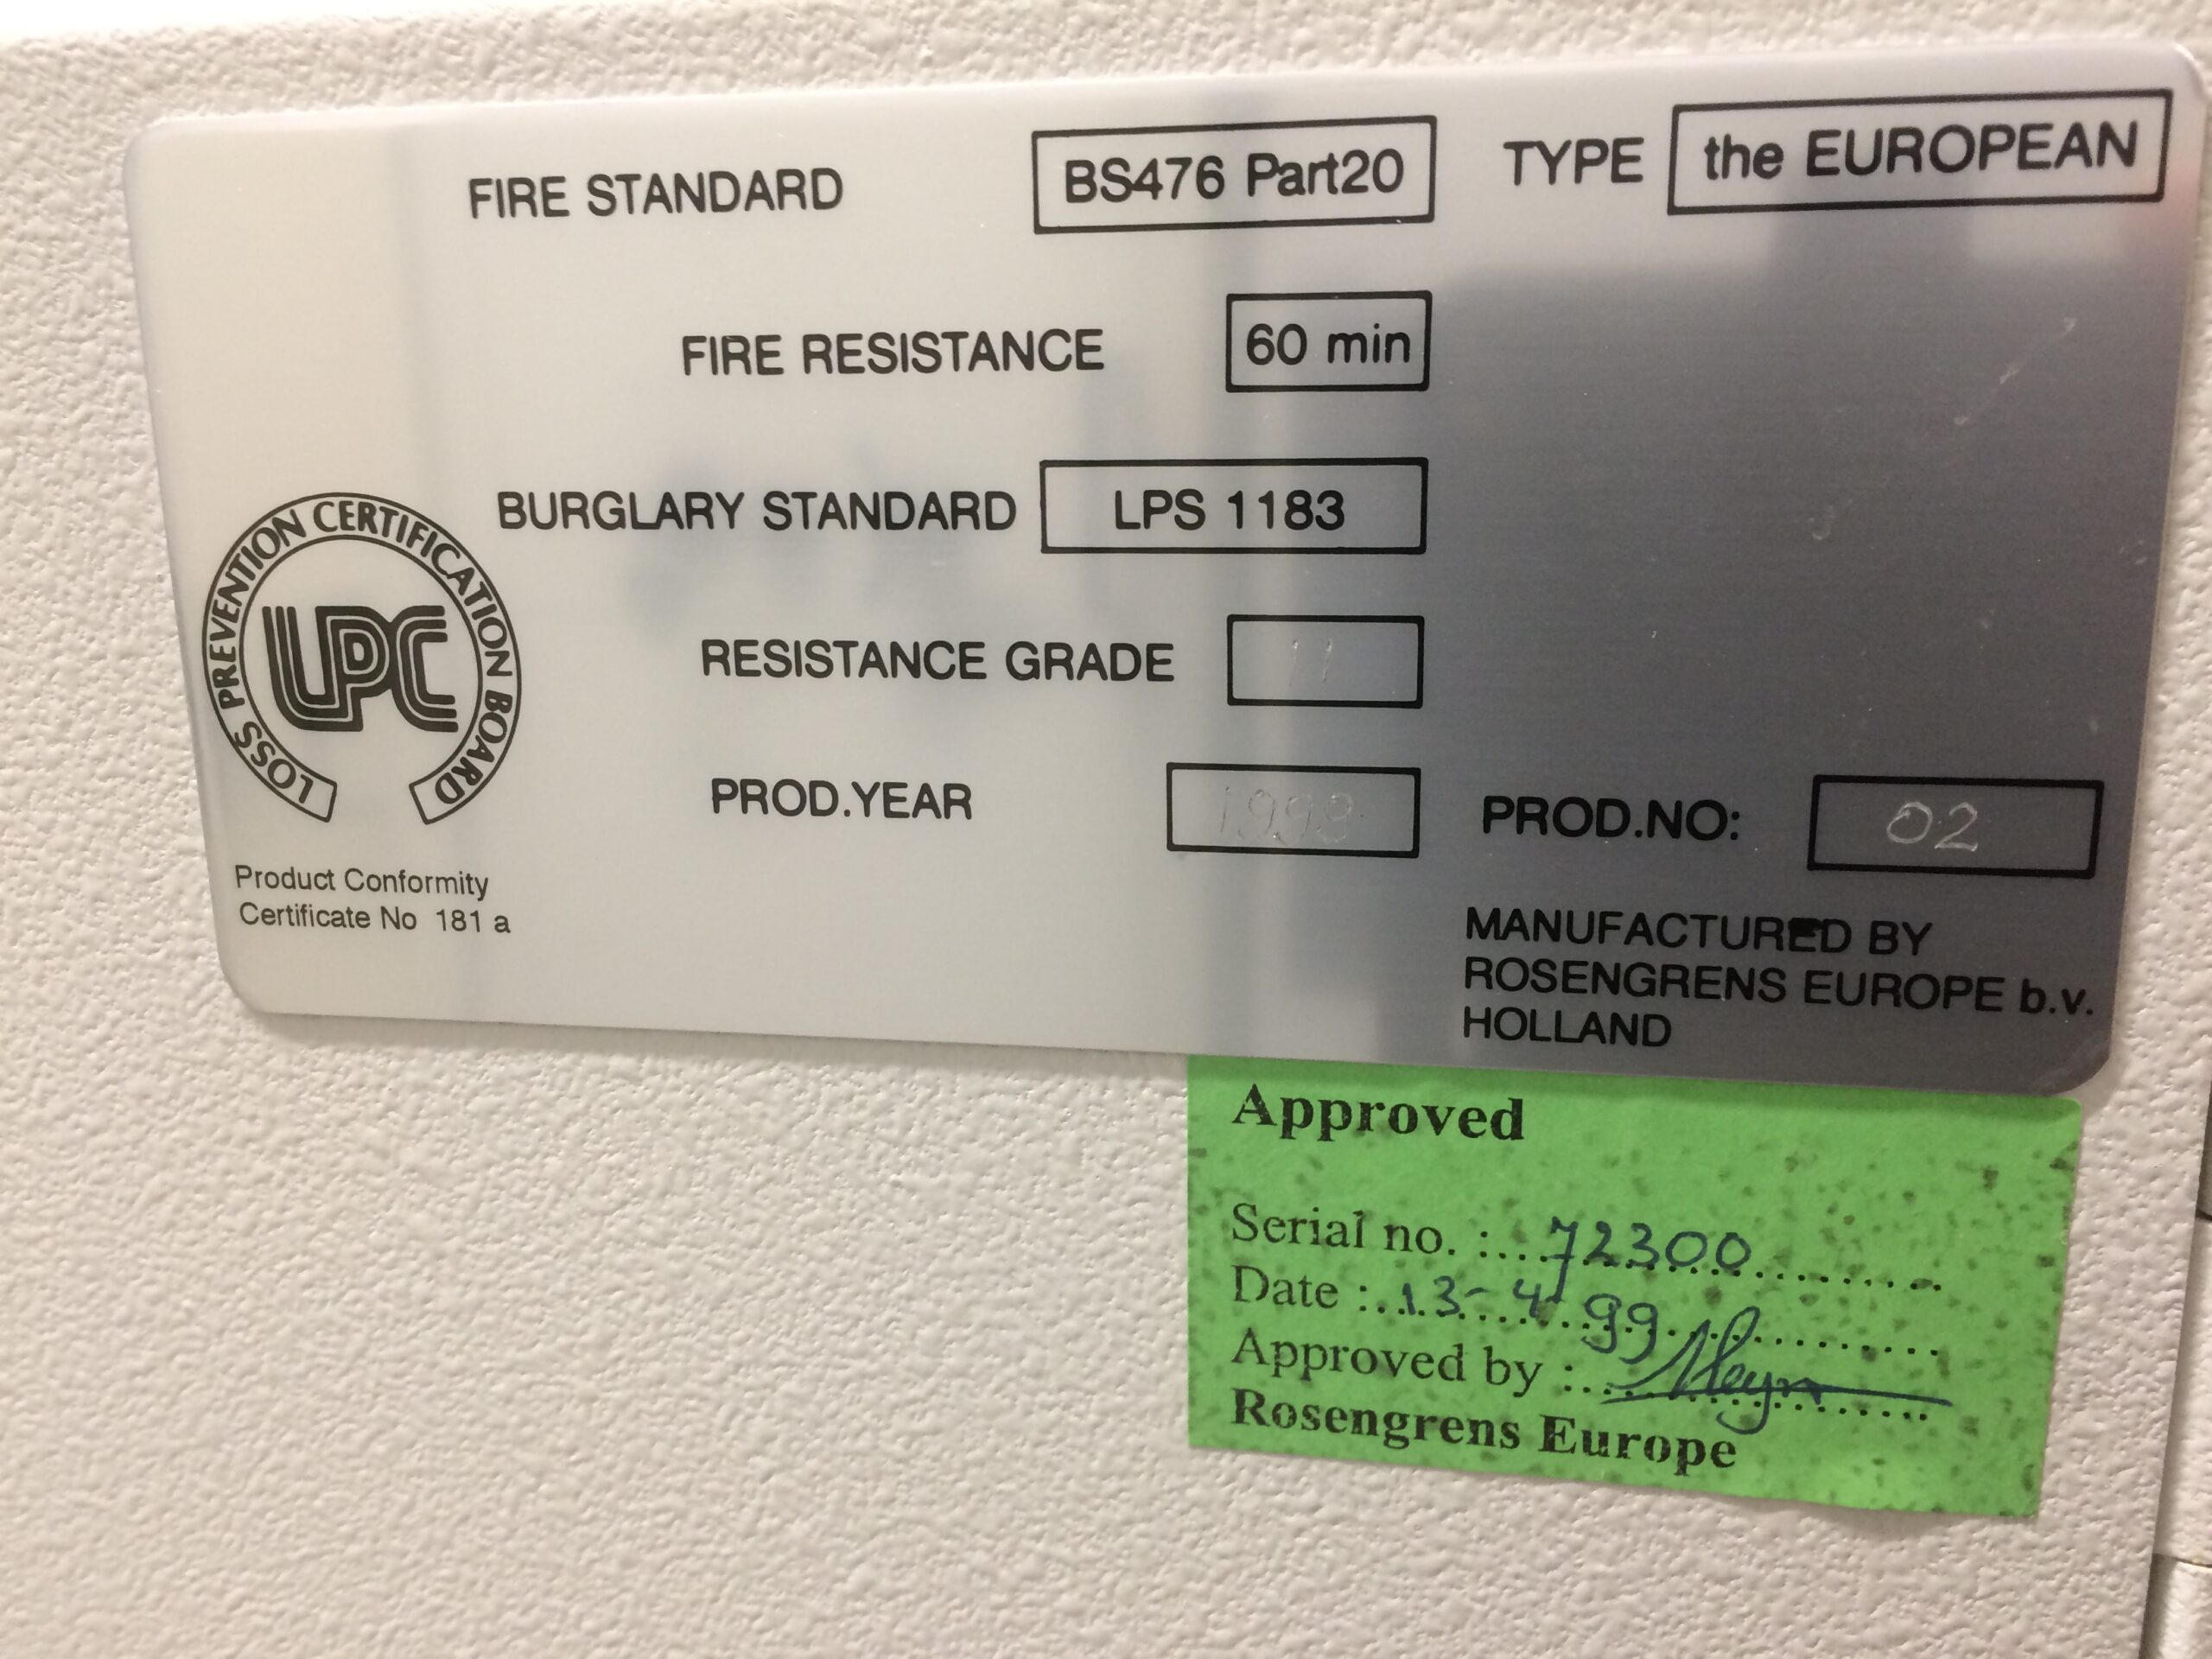 FIRE STANDARD BS476 Part20 TYPE the EUROPEAN
FIRE RESISTANCE 60 min
BURGLARY STANDARD LPS 1183
RESISTANCE GRADE 11
PROD.YEAR 1998 PROD.NO: 02
LOSS PREVENTION CERTIFICATION BOARD
LPC
Product Conformity
Certificate No 181 a
MANUFACTURED BY
ROSENGRENS EUROPE b.v.
HOLLAND
Approved
Serial no. : 72300
Date : 13-4-99
Approved by :
Rosengrens Europe